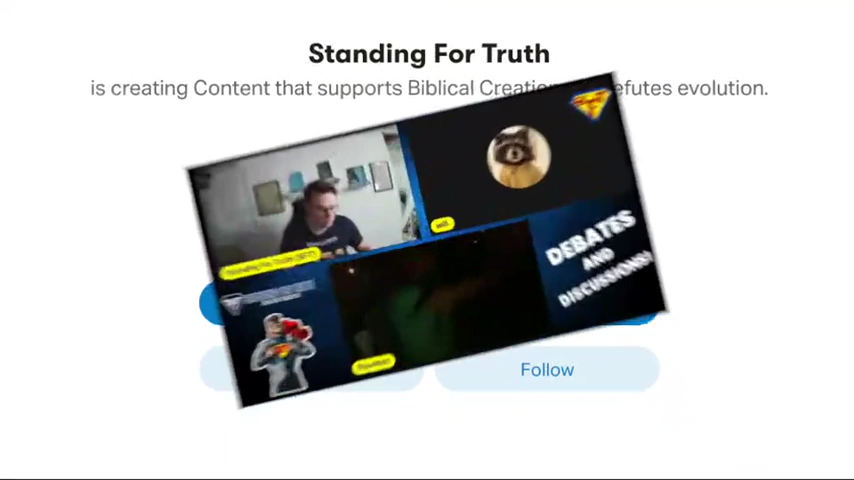 Standing For Truth
is creating Content that supports Biblical Creation efutes evolution.
DEBATES
AND
DISCUSSIONS!
Follow